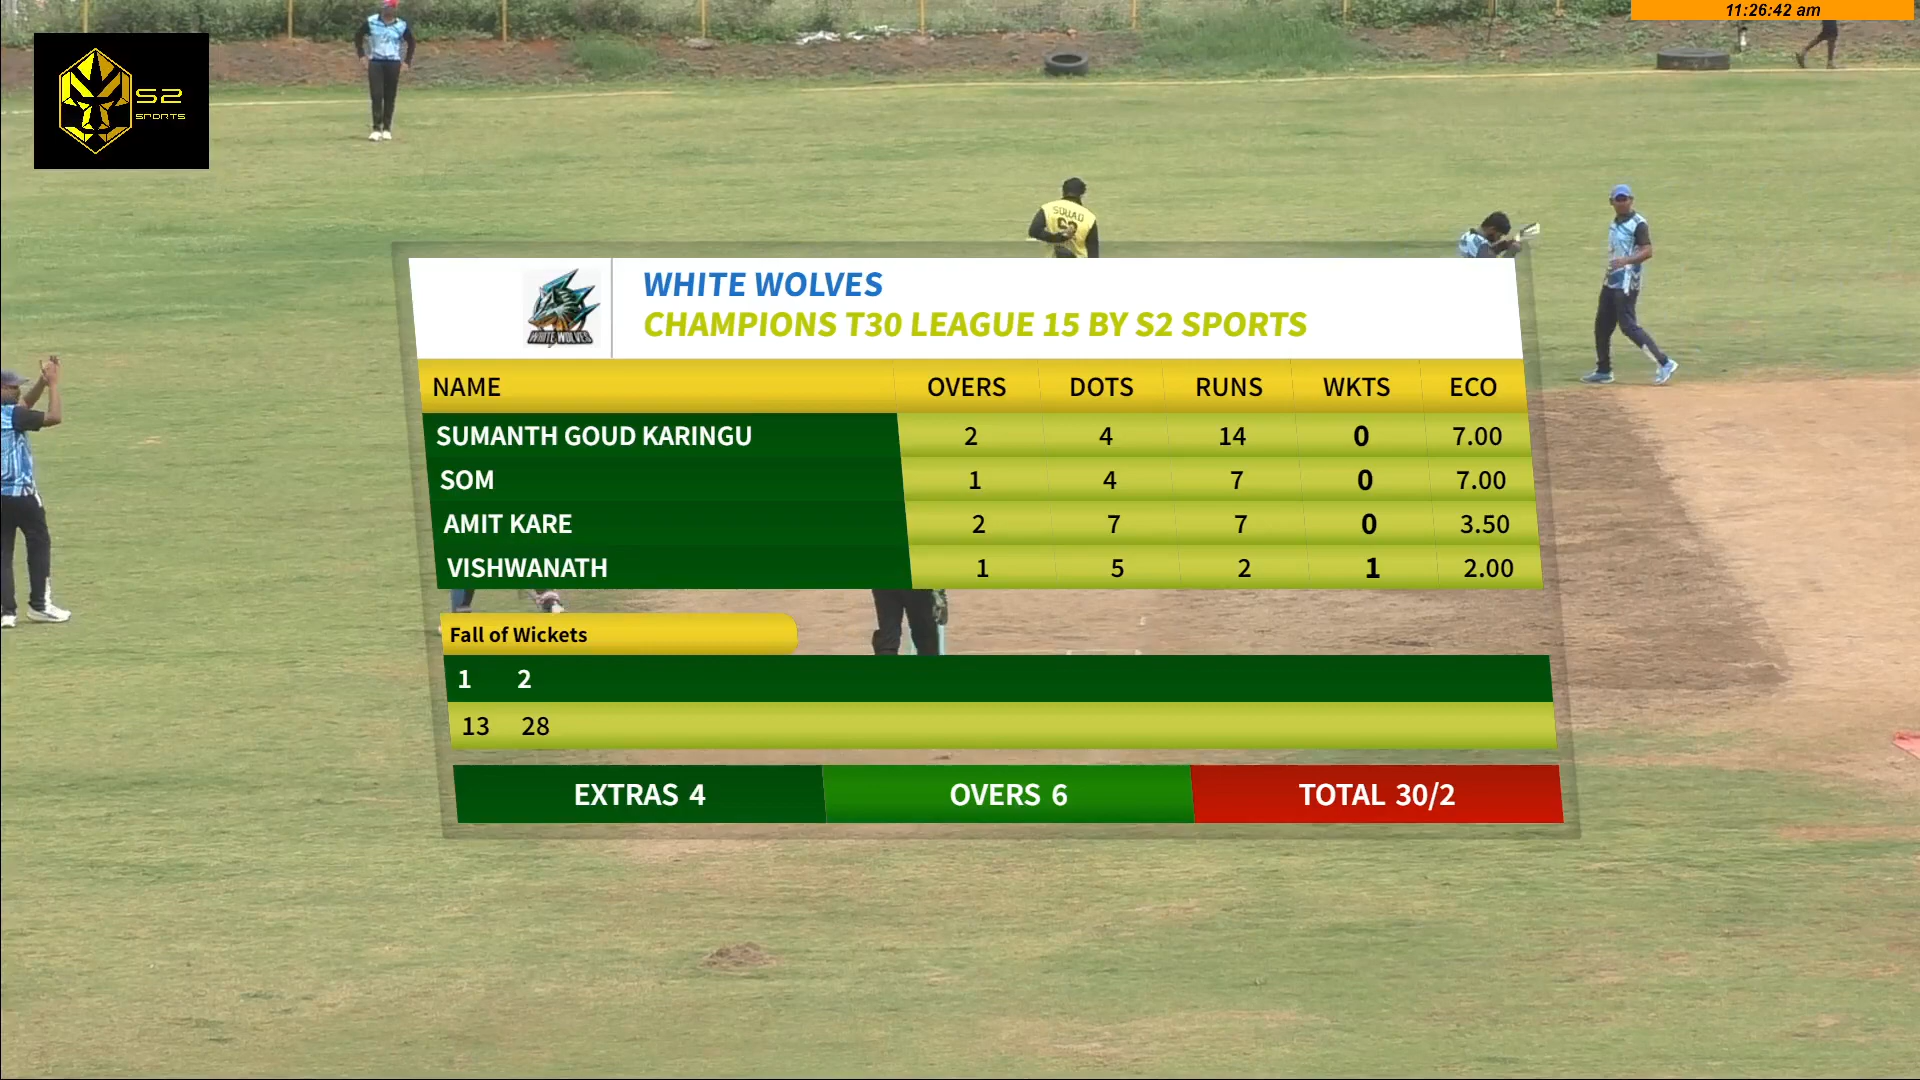 11:26:42 am
S2
SPORTS
SQUAD
WHITE WOLVES
WHITE WOLVES
CHAMPIONS T30 LEAGUE 15 BY S2 SPORTS
NAME OVERS DOTS RUNS WKTS ECO
SUMANTH GOUD KARINGU 2 4 14 0 7.00
SOM 1 4 7 0 7.00
AMIT KARE 2 7 7 0 3.50
VISHWANATH 1 5 2 1 2.00
Fall of Wickets
1 2
13 28
EXTRAS 4 OVERS 6 TOTAL 30/2